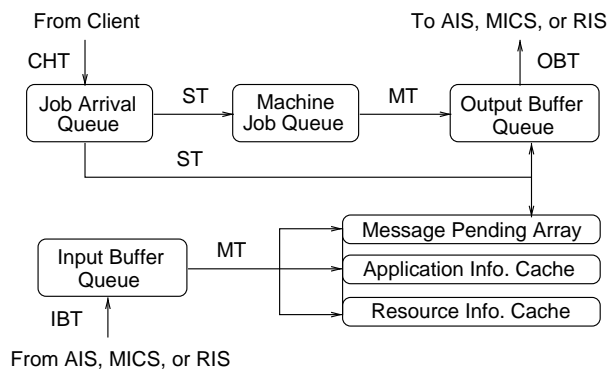 From Client
To AIS, MICS, or RIS
CHT
OBT
Job Arrival
Queue
ST
Machine
Job Queue
MT
Output Buffer
Queue
ST
Message Pending Array
Input Buffer
Queue
MT
Application Info. Cache
Resource Info. Cache
IBT
From AIS, MICS, or RIS